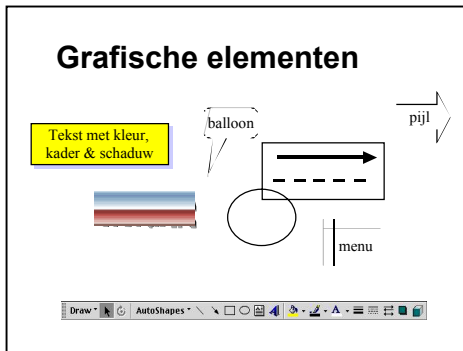 Grafische elementen
balloon
pijl
Tekst met kleur,
kader & schaduw
menu
Draw AutoShapes A A